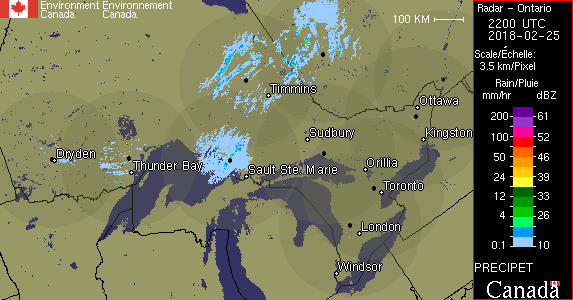 Environment Environnement
Canada Canada
100 KM
Timmins
Ottawa
Sudbury
Kingston
Dryden
Thunder Bay
Sault Ste. Marie
Orillia
Toronto
London
Windsor
Radar - Ontario
2200 UTC
2018-02-25
Scale/Échelle:
3.5 km/Pixel
Rain/Pluie
mm/hr dBZ
200 61
100 52
50 46
24 39
12 33
4 26
0.1 10
PRECIPET
Canada